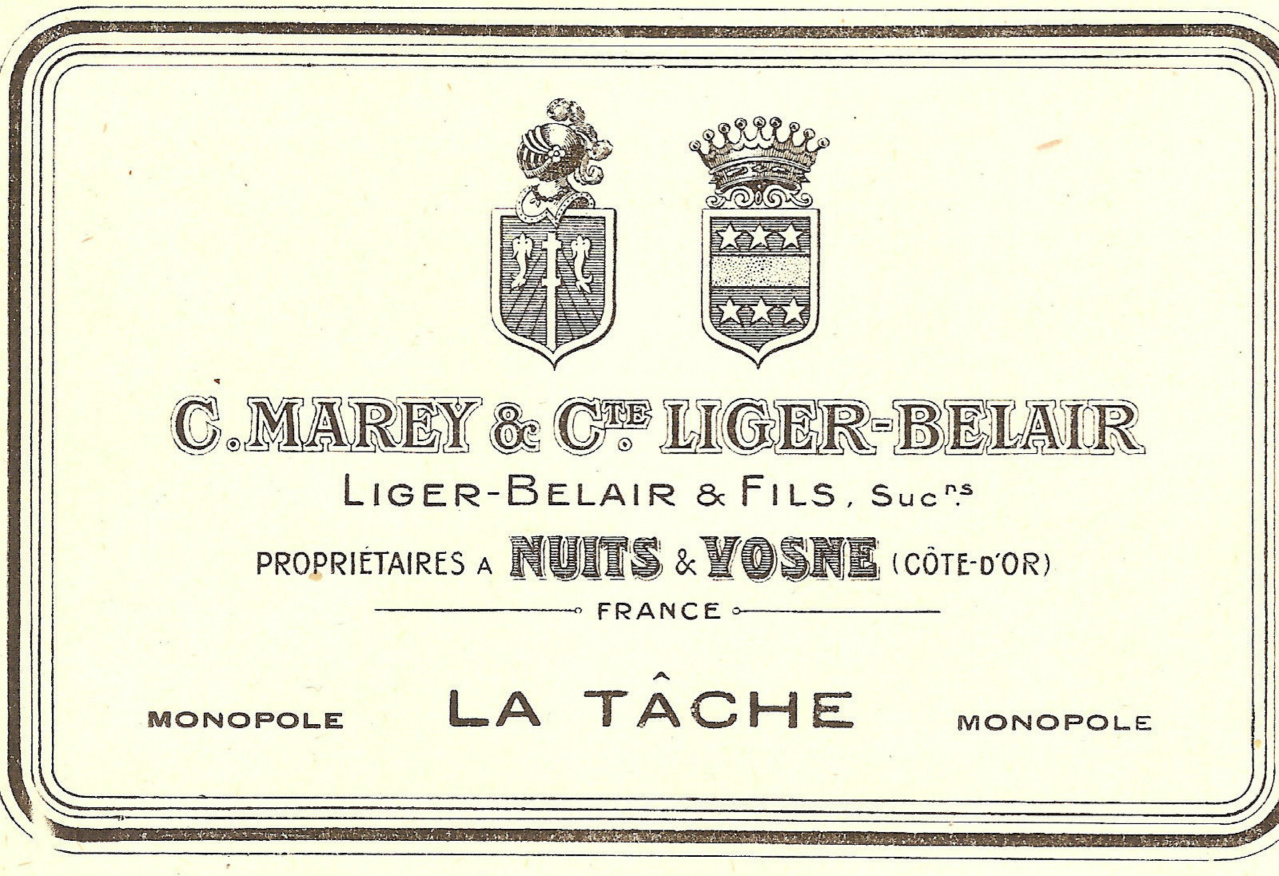 C. MAREY & CTE. LIGER-BELAIR
LIGER-BELAIR & FILS, Sucrs.
PROPRIÉTAIRES A NUITS & VOSNE (CÔTE-D'OR)
FRANCE
MONOPOLE LA TÂCHE MONOPOLE